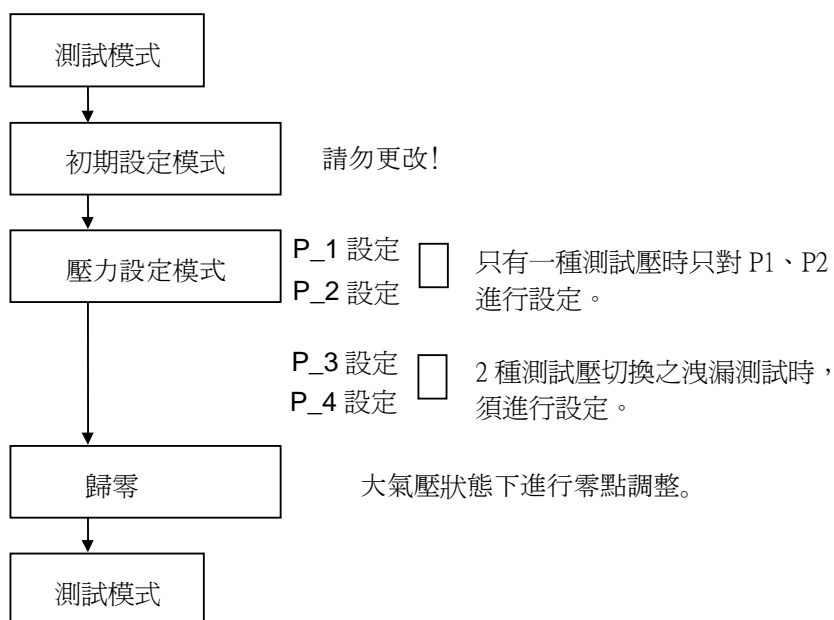 測試模式
初期設定模式
請勿更改!
壓力設定模式
P_1 設定
P_2 設定
只有一種測試壓時只對 P1、P2
進行設定。
P_3 設定
P_4 設定
2 種測試壓切換之洩漏測試時，
須進行設定。
歸零
大氣壓狀態下進行零點調整。
測試模式